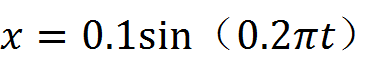 x = 0.1sin（0.2πt）